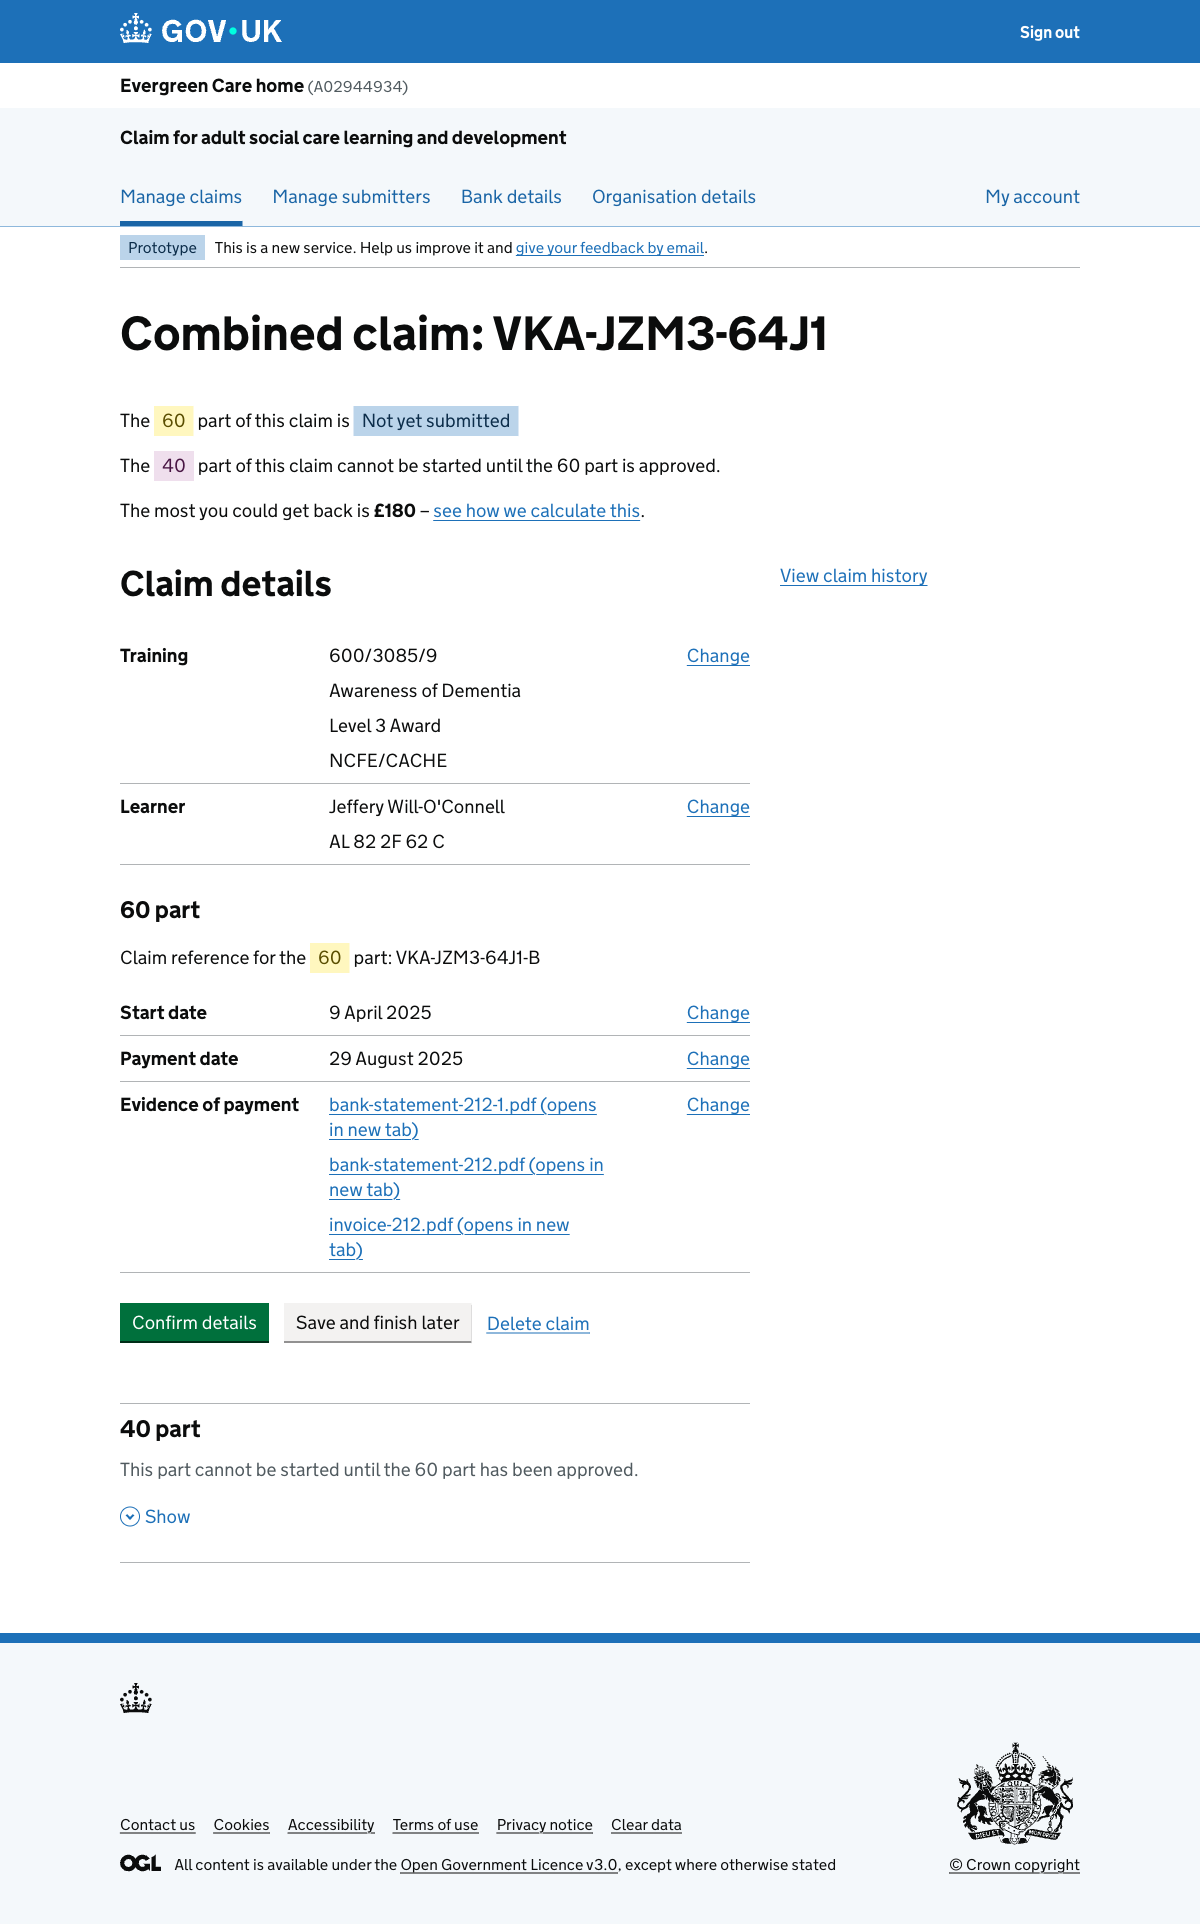 GOV·UK
Sign out
Evergreen Care home (A02944934)
Claim for adult social care learning and development
Manage claims Manage submitters Bank details Organisation details My account
Prototype This is a new service. Help us improve it and give your feedback by email.
Combined claim: VKA-JZM3-64J1
The 60 part of this claim is Not yet submitted
The 40 part of this claim cannot be started until the 60 part is approved.
The most you could get back is £180 – see how we calculate this.
Claim details
View claim history
Training 600/3085/9 Change
Awareness of Dementia
Level 3 Award
NCFE/CACHE
Learner Jeffery Will-O'Connell Change
AL 82 2F 62 C
60 part
Claim reference for the 60 part: VKA-JZM3-64J1-B
Start date 9 April 2025 Change
Payment date 29 August 2025 Change
Evidence of payment bank-statement-212-1.pdf (opens Change
in new tab)
bank-statement-212.pdf (opens in
new tab)
invoice-212.pdf (opens in new
tab)
Confirm details Save and finish later Delete claim
40 part
This part cannot be started until the 60 part has been approved.
Show
Contact us Cookies Accessibility Terms of use Privacy notice Clear data
OGL All content is available under the Open Government Licence v3.0, except where otherwise stated
© Crown copyright